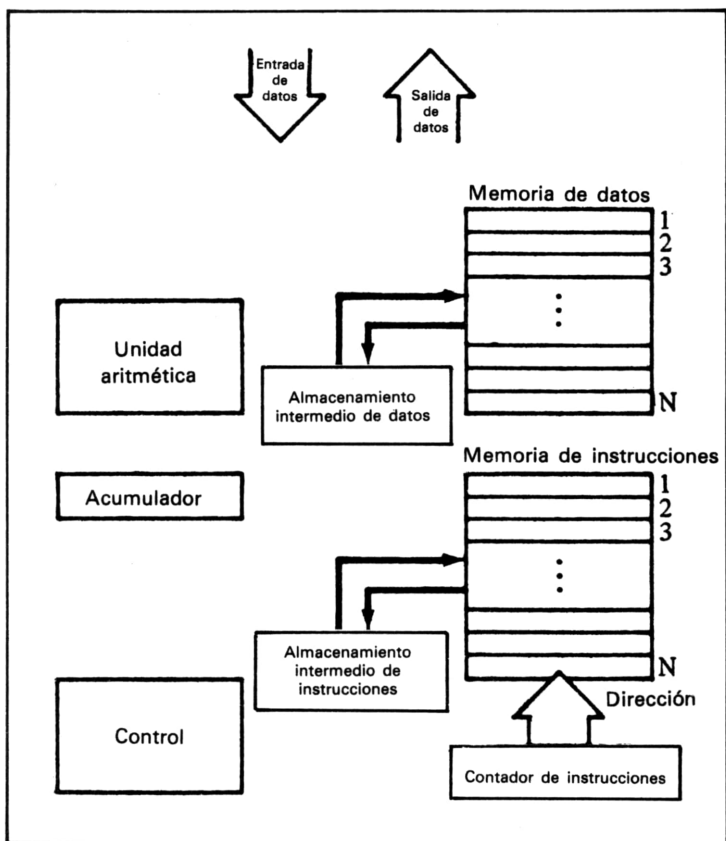 Entrada
de
datos
Salida
de
datos
Memoria de datos
1
2
3
N
Unidad
aritmética
Almacenamiento
intermedio de datos
Memoria de instrucciones
1
2
3
N
Acumulador
Almacenamiento
intermedio de
instrucciones
Dirección
Control
Contador de instrucciones